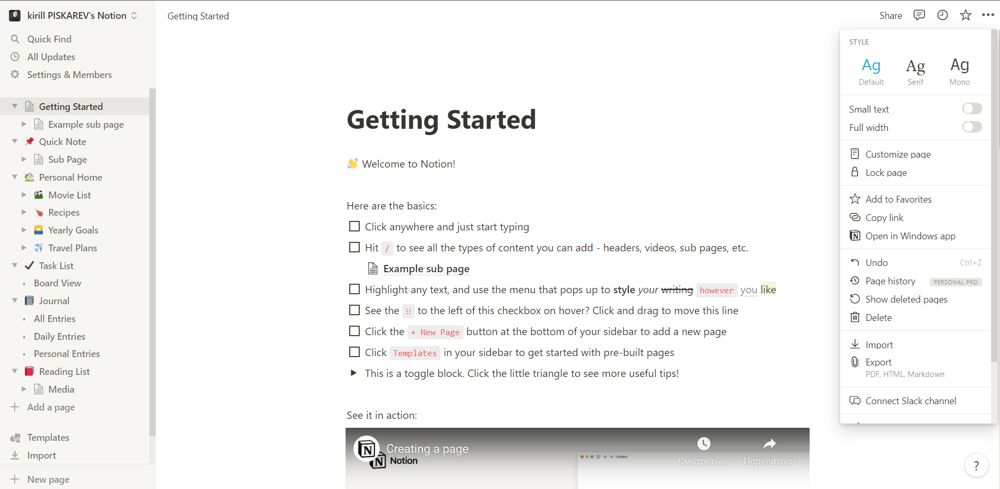 kirill PISKAREV's Notion
Quick Find
All Updates
Settings & Members
Getting Started
Example sub page
Quick Note
Sub Page
Personal Home
Movie List
Recipes
Yearly Goals
Travel Plans
Task List
Board View
Journal
All Entries
Daily Entries
Personal Entries
Reading List
Media
Add a page
Templates
Import
New page
Getting Started
Share
Getting Started
Welcome to Notion!
Here are the basics:
Click anywhere and just start typing
Hit / to see all the types of content you can add - headers, videos, sub pages, etc.
Example sub page
Highlight any text, and use the menu that pops up to style your writing however you like
See the ⠿ to the left of this checkbox on hover? Click and drag to move this line
Click the + New Page button at the bottom of your sidebar to add a new page
Click Templates in your sidebar to get started with pre-built pages
This is a toggle block. Click the little triangle to see more useful tips!
See it in action:
Creating a page
Notion
Смотреть ...
Поделиться
Untitled
STYLE
Ag Ag Ag
Default Serif Mono
Small text
Full width
Customize page
Lock page
Add to Favorites
Copy link
Open in Windows app
Undo Ctrl+Z
Page history PERSONAL PRO
Show deleted pages
Delete
Import
Export
PDF, HTML, Markdown
Connect Slack channel
?